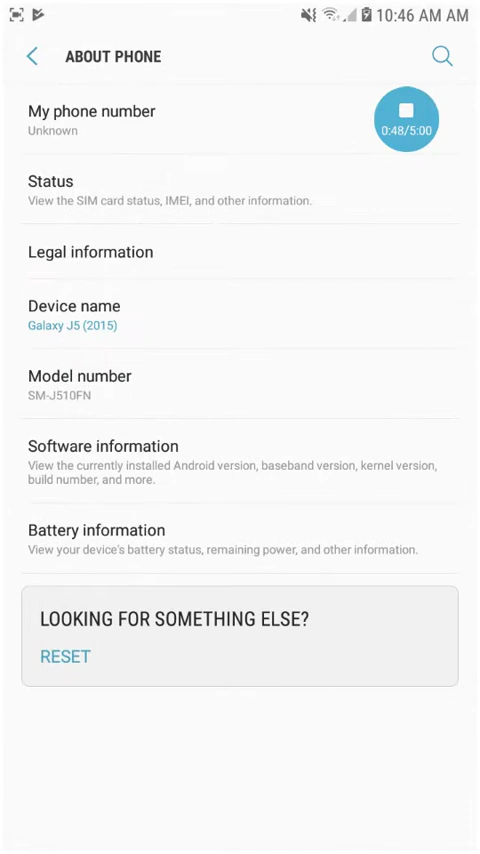 10:46 AM AM
ABOUT PHONE
My phone number
Unknown
0:48/5:00
Status
View the SIM card status, IMEI, and other information.
Legal information
Device name
Galaxy J5 (2015)
Model number
SM-J510FN
Software information
View the currently installed Android version, baseband version, kernel version,
build number, and more.
Battery information
View your device's battery status, remaining power, and other information.
LOOKING FOR SOMETHING ELSE?
RESET